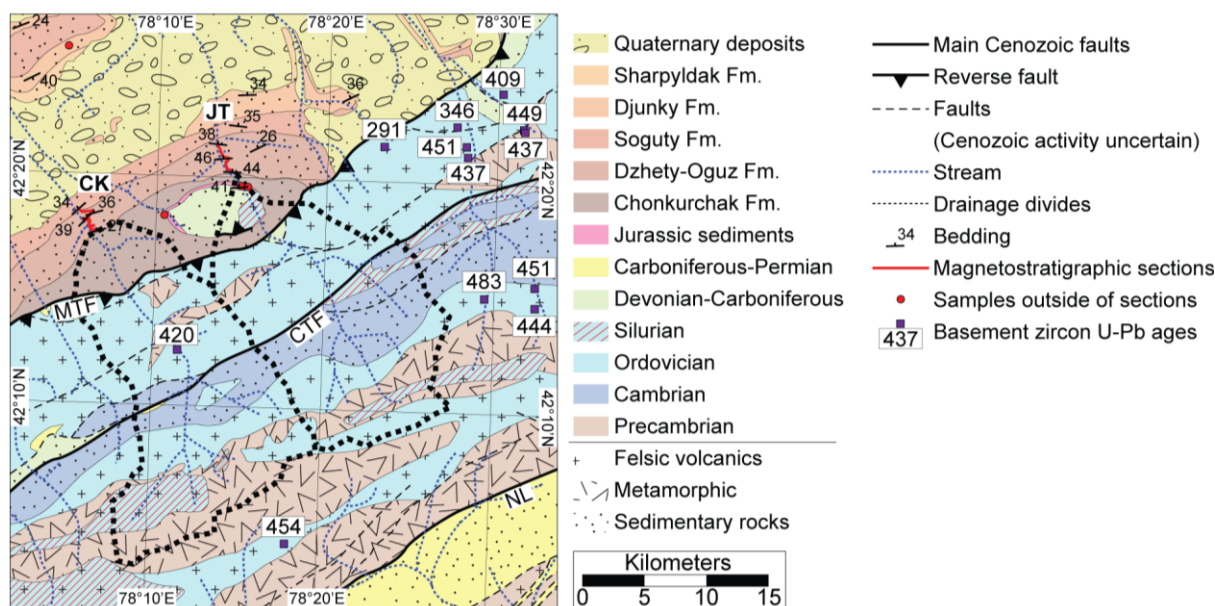 78°10'E
78°20'E
78°30'E
24
40
34
36
JT
35
38
26
46
44
41
409
346
449
291
451
437
437
42°20'N
42°20'N
CK
34
36
39
27
MTF
CTF
420
483
451
444
42°10'N
42°10'N
NL
454
78°10'E
78°20'E
Quaternary deposits
Sharpyldak Fm.
Djunky Fm.
Soguty Fm.
Dzhety-Oguz Fm.
Chonkurchak Fm.
Jurassic sediments
Carboniferous-Permian
Devonian-Carboniferous
Silurian
Ordovician
Cambrian
Precambrian
Felsic volcanics
Metamorphic
Sedimentary rocks
Kilometers
0 5 10 15
Main Cenozoic faults
Reverse fault
Faults
(Cenozoic activity uncertain)
Stream
Drainage divides
34 Bedding
Magnetostratigraphic sections
Samples outside of sections
437 Basement zircon U-Pb ages